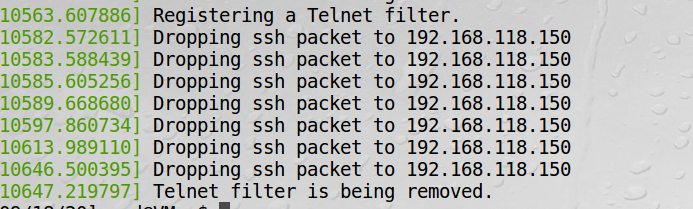 10563.607886] Registering a Telnet filter.
10582.572611] Dropping ssh packet to 192.168.118.150
10583.588439] Dropping ssh packet to 192.168.118.150
10585.605256] Dropping ssh packet to 192.168.118.150
10589.668680] Dropping ssh packet to 192.168.118.150
10597.860734] Dropping ssh packet to 192.168.118.150
10613.989110] Dropping ssh packet to 192.168.118.150
10646.500395] Dropping ssh packet to 192.168.118.150
10647.219797] Telnet filter is being removed.